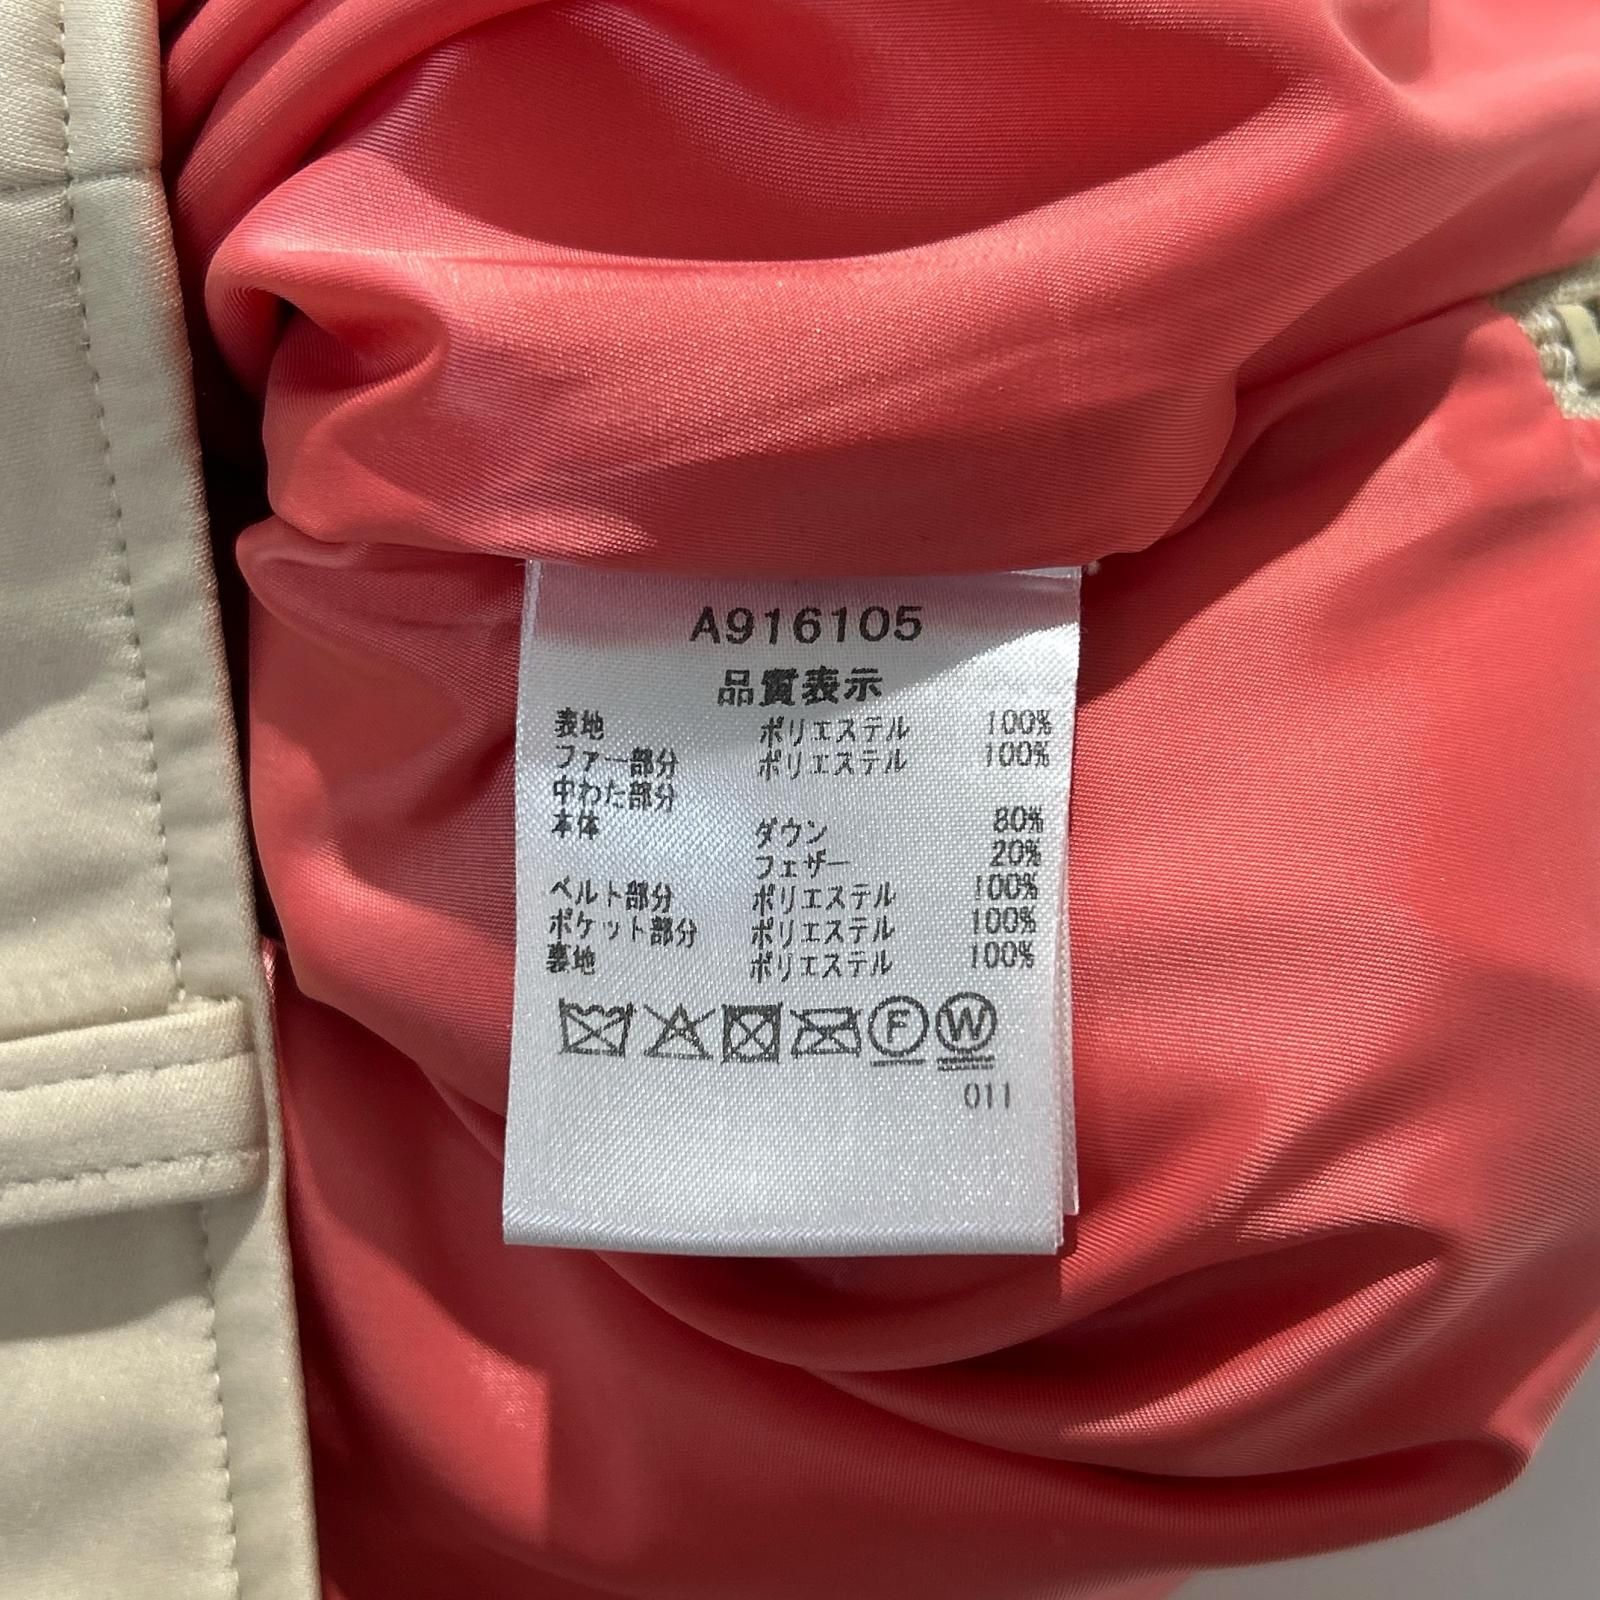 A916105
品質表示
表地 ポリエステル 100%
ファー部分 ポリエステル 100%
中わた部分
本体 ダウン 80%
フェザー 20%
ベルト部分 ポリエステル 100%
ポケット部分 ポリエステル 100%
裏地 ポリエステル 100%
F W
011